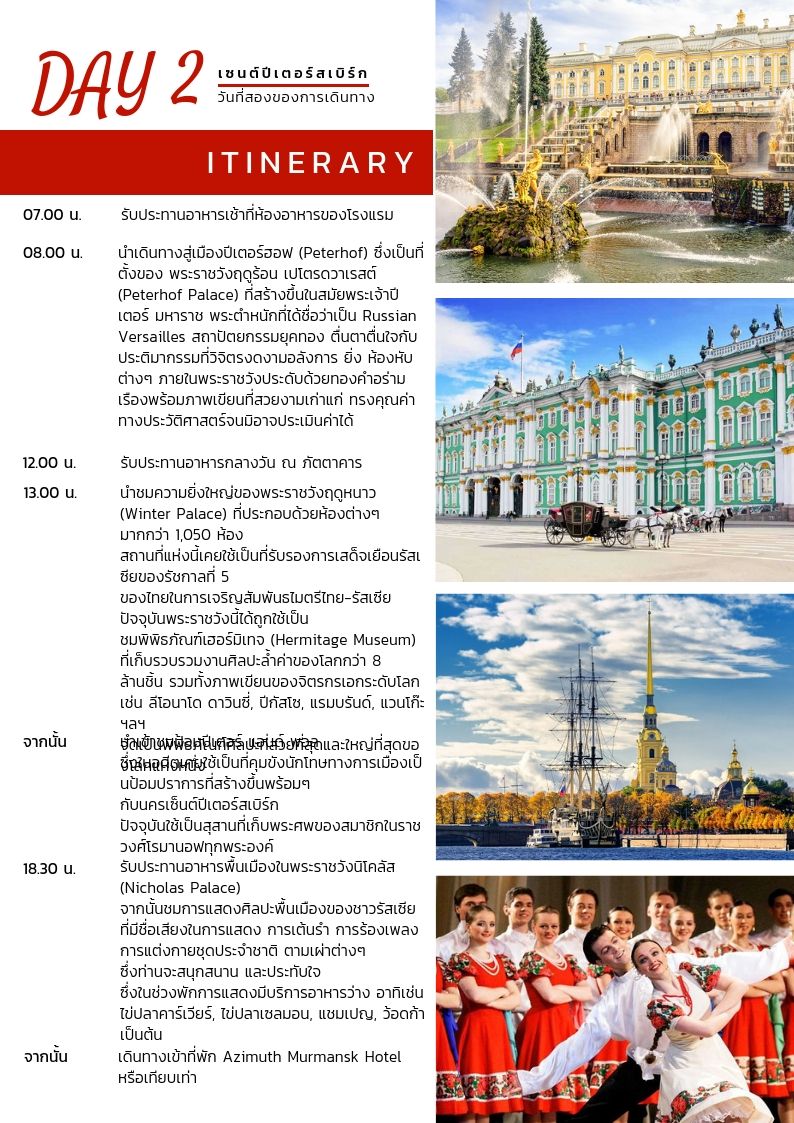 DAY 2
เซนต์ปีเตอร์สเบิร์ก
วันที่สองของการเดินทาง
ITINERARY
07.00 น. รับประทานอาหารเช้าที่ห้องอาหารของโรงแรม
08.00 น. นำเดินทางสู่เมืองปีเตอร์ฮอฟ (Peterhof) ซึ่งเป็นที่
ตั้งของ พระราชวังฤดูร้อน เปโตรดวาเรสต์
(Peterhof Palace) ที่สร้างขึ้นในสมัยพระเจ้าปี
เตอร์ มหาราช พระตำหนักที่ได้ชื่อว่าเป็น Russian
Versailles สถาปัตยกรรมยุคทอง ตื่นตาตื่นใจกับ
ประติมากรรมที่วิจิตรงดงามอลังการ ยิ่ง ห้องหับ
ต่างๆ ภายในพระราชวังประดับด้วยทองคำอร่าม
เรืองพร้อมภาพเขียนที่สวยงามเก่าแก่ ทรงคุณค่า
ทางประวัติศาสตร์จนมิอาจประเมินค่าได้
12.00 น. รับประทานอาหารกลางวัน ณ ภัตตาคาร
13.00 น. นำชมความยิ่งใหญ่ของพระราชวังฤดูหนาว
(Winter Palace) ที่ประกอบด้วยห้องต่างๆ
มากกว่า 1,050 ห้อง
สถานที่แห่งนี้เคยใช้เป็นที่รับรองการเสด็จเยือนรัสเ
ซียของรัชกาลที่ 5
ของไทยในการเจริญสัมพันธไมตรีไทย-รัสเซีย
ปัจจุบันพระราชวังนี้ได้ถูกใช้เป็น
ชมพิพิธภัณฑ์เฮอร์มิเทจ (Hermitage Museum)
ที่เก็บรวบรวมงานศิลปะล้ำค่าของโลกกว่า 8
ล้านชิ้น รวมทั้งภาพเขียนของจิตรกรเอกระดับโลก
เช่น ลีโอนาโด ดาวินซี่, ปีกัสโซ, แรมบรันด์, แวนโก๊ะ
ฯลฯ
จากนั้น
ซึ่งในอดีตเคยใช้เป็นที่คุมขังนักโทษทางการเมืองเป็
นป้อมปราการที่สร้างขึ้นพร้อมๆ
กับนครเซ็นต์ปีเตอร์สเบิร์ก
ปัจจุบันใช้เป็นสุสานที่เก็บพระศพของสมาชิกในราช
วงศ์โรมานอฟทุกพระองค์
18.30 น. รับประทานอาหารพื้นเมืองในพระราชวังนิโคลัส
(Nicholas Palace)
จากนั้นชมการแสดงศิลปะพื้นเมืองของชาวรัสเซีย
ที่มีชื่อเสียงในการแสดง การเต้นรำ การร้องเพลง
การแต่งกายชุดประจำชาติ ตามเผ่าต่างๆ
ซึ่งท่านจะสนุกสนาน และประทับใจ
ซึ่งในช่วงพักการแสดงมีบริการอาหารว่าง อาทิเช่น
ไข่ปลาคาร์เวียร์, ไข่ปลาเซลมอน, แชมเปญ, ว้อดก้า
เป็นต้น
จากนั้น เดินทางเข้าที่พัก Azimuth Murmansk Hotel
หรือเทียบเท่า